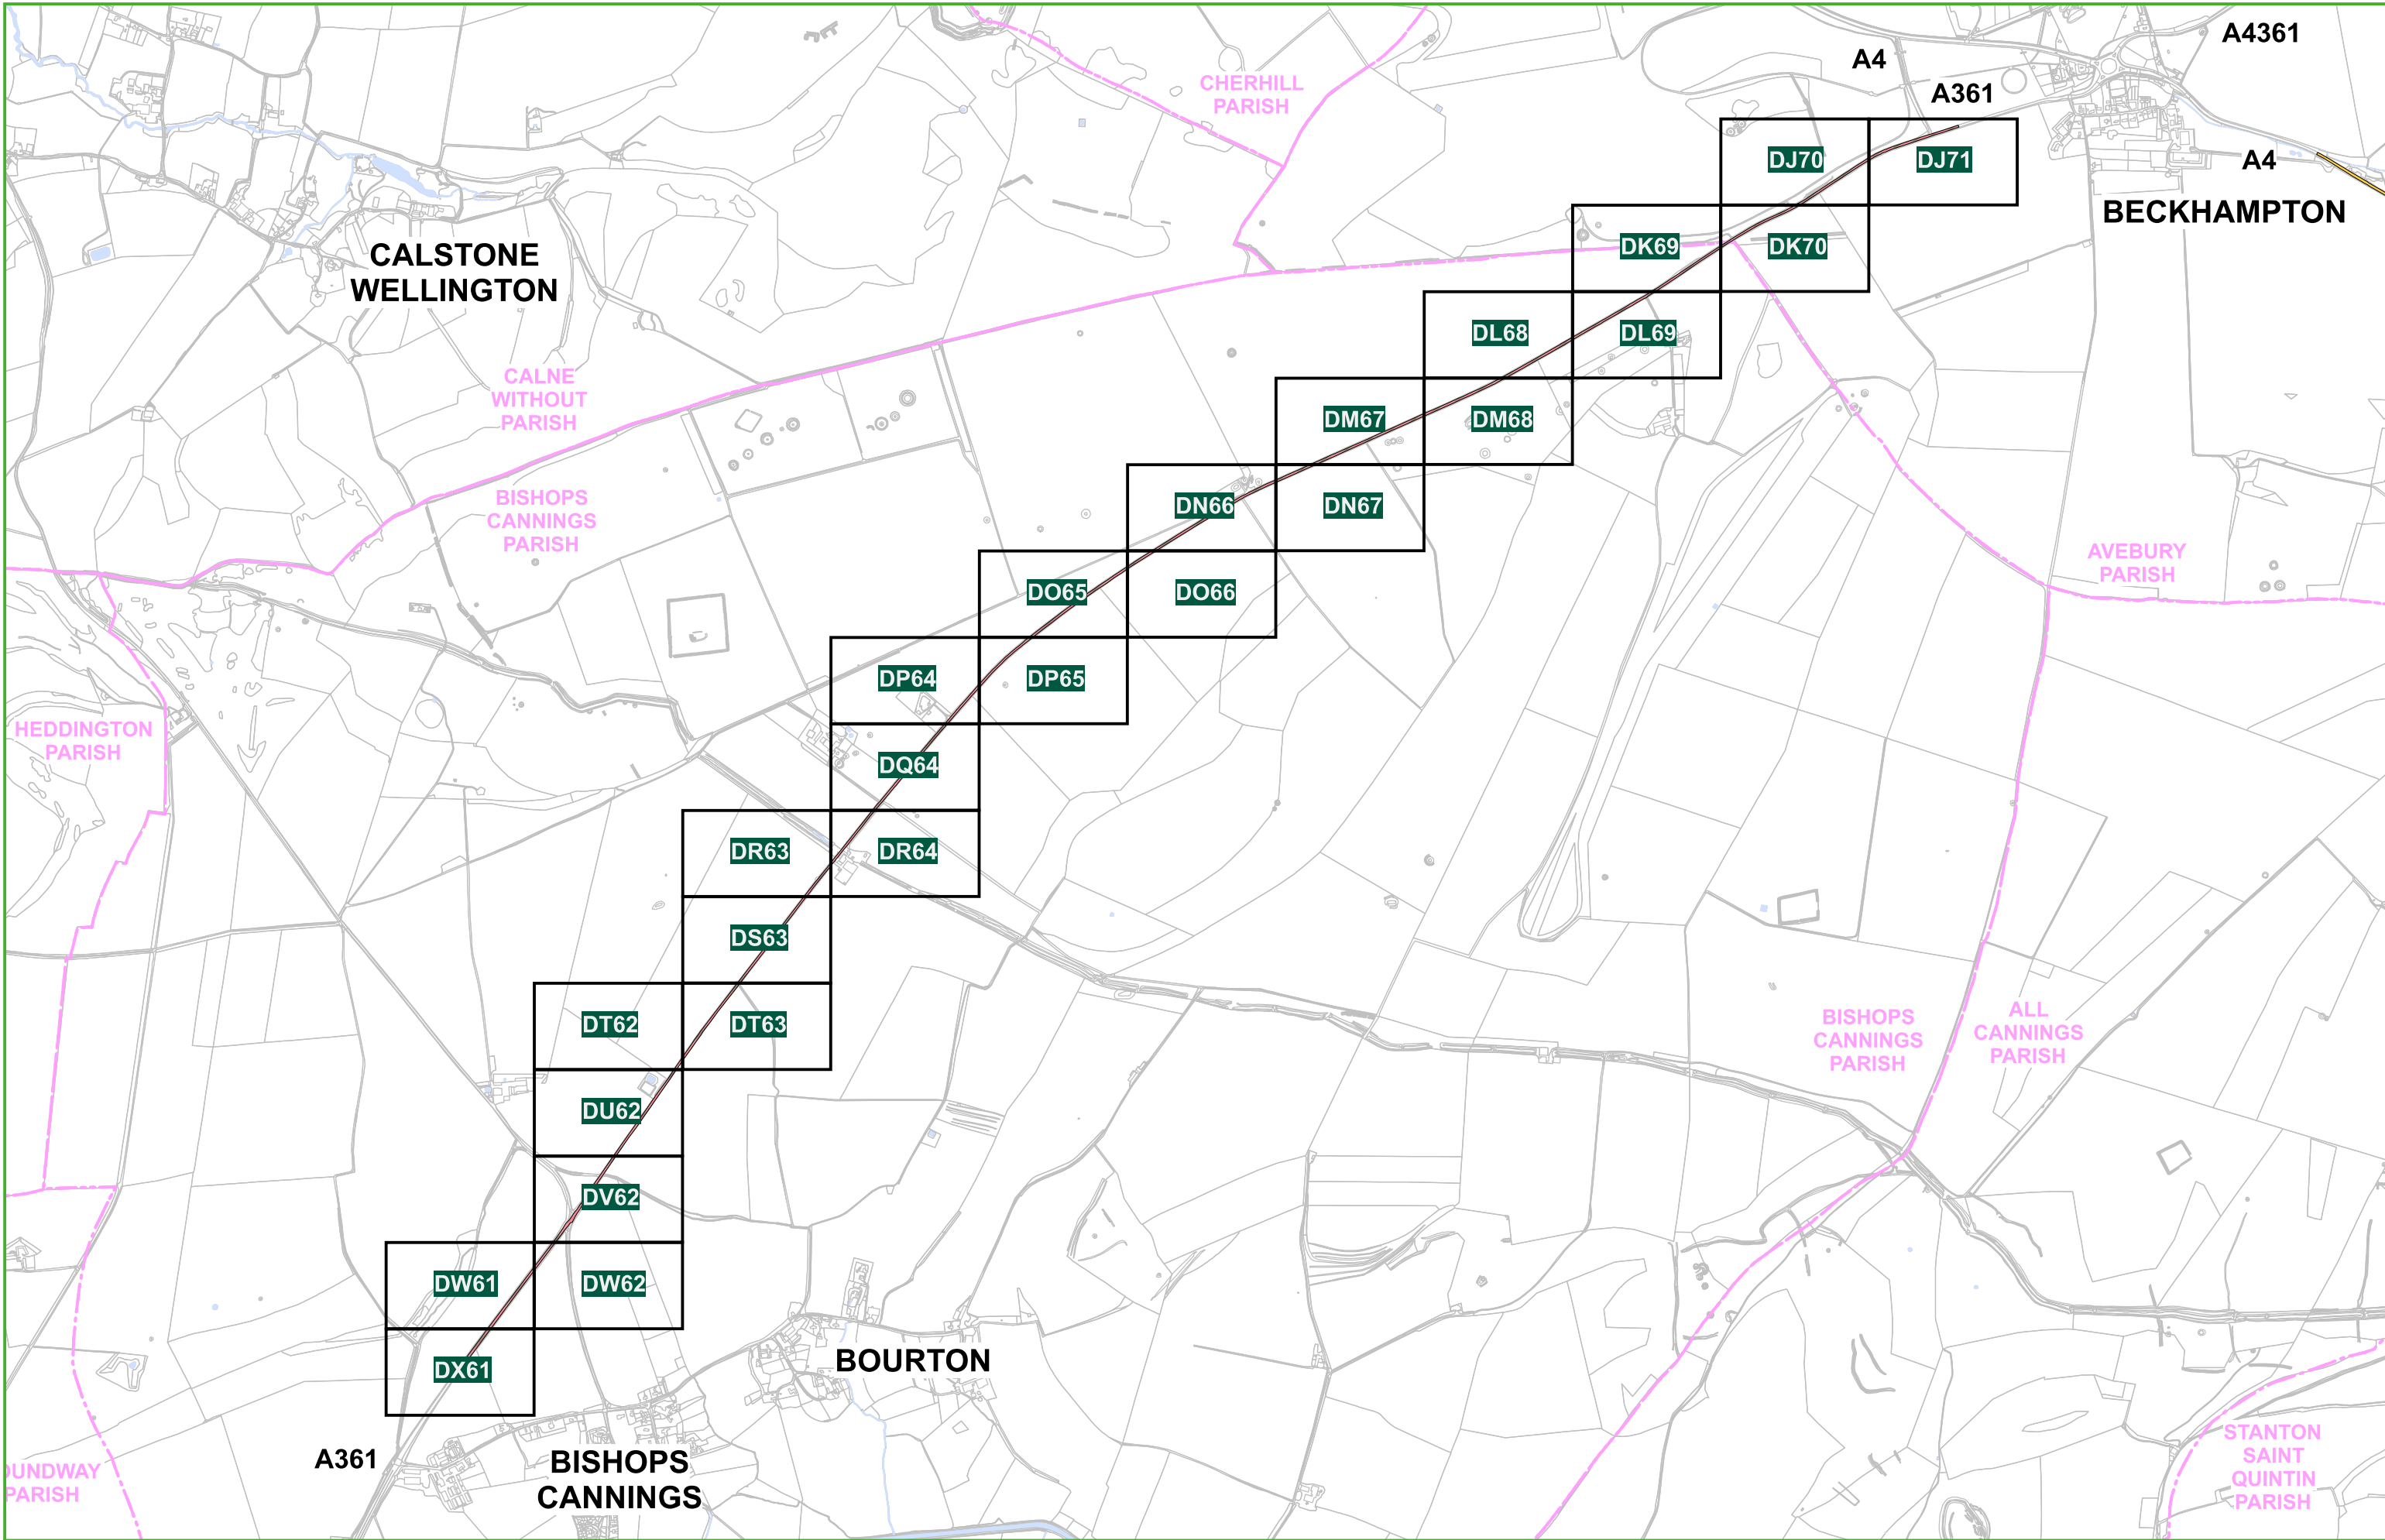 A4361
A4
CHERHILL
PARISH
A361
DJ70
DJ71
A4
BECKHAMPTON
CALSTONE
WELLINGTON
DK69
DK70
DL68
DL69
CALNE
WITHOUT
PARISH
DM67
DM68
BISHOPS
CANNINGS
PARISH
DN66
DN67
AVEBURY
PARISH
DO65
DO66
DP64
DP65
HEDDINGTON
PARISH
DQ64
DR63
DR64
DS63
DT62
DT63
BISHOPS
CANNINGS
PARISH
ALL
CANNINGS
PARISH
DU62
DV62
DW61
DW62
DX61
BOURTON
A361
BISHOPS
CANNINGS
UNDWAY
PARISH
STANTON
SAINT
QUINTIN
PARISH